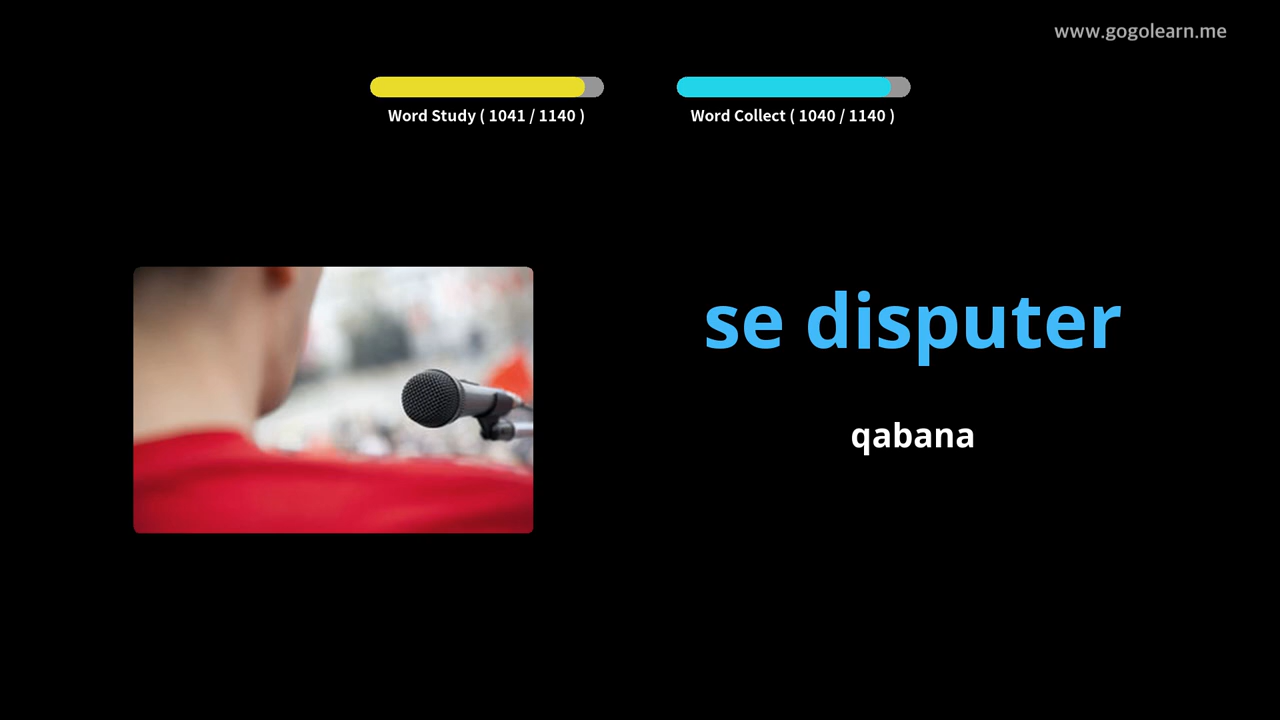 www.gogolearn.me
Word Study ( 1041 / 1140 )
Word Collect ( 1040 / 1140 )
se disputer
qabana